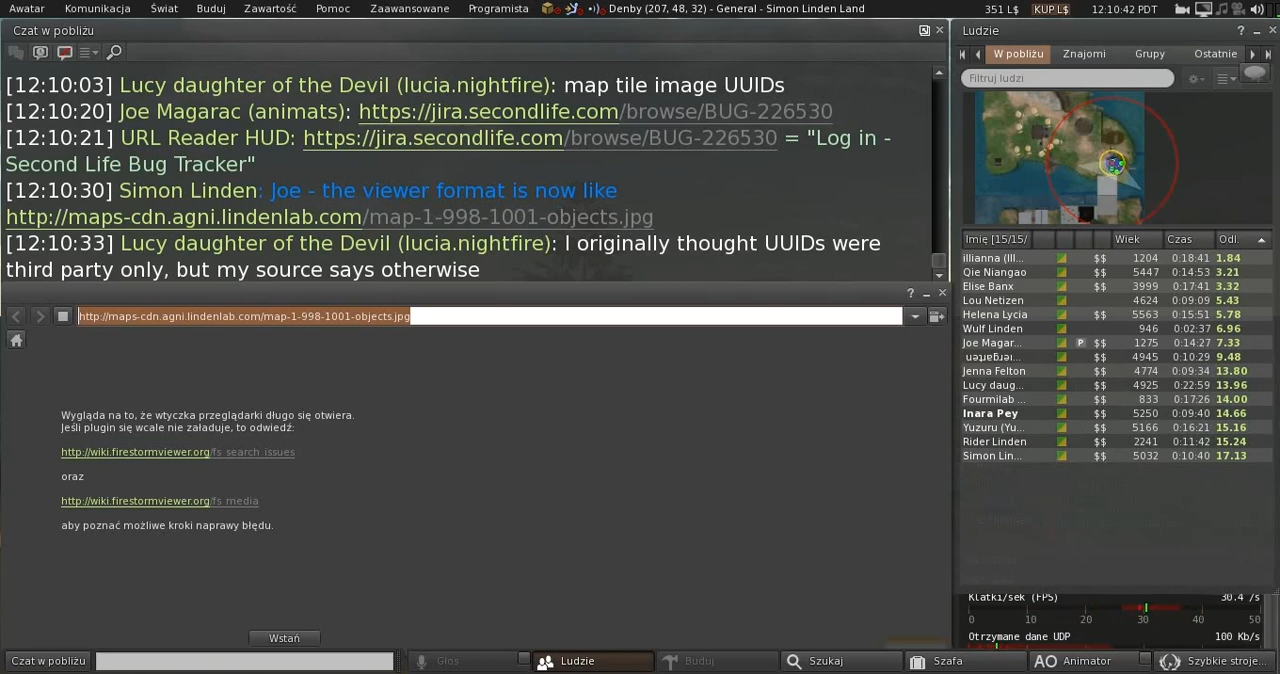 Awatar Komunikacja Świat Buduj Zawartość Pomoc Zaawansowane Programista Denby (207, 48, 32) - General - Simon Linden Land 351 L$ KUP L$ 12:10:42 PDT
Czat w pobliżu
[12:10:03] Lucy daughter of the Devil (lucia.nightfire): map tile image UUIDs
[12:10:20] Joe Magarac (animats): https://jira.secondlife.com/browse/BUG-226530
[12:10:21] URL Reader HUD: https://jira.secondlife.com/browse/BUG-226530 = "Log in -
Second Life Bug Tracker"
[12:10:30] Simon Linden: Joe - the viewer format is now like
http://maps-cdn.agni.lindenlab.com/map-1-998-1001-objects.jpg
[12:10:33] Lucy daughter of the Devil (lucia.nightfire): I originally thought UUIDs were
third party only, but my source says otherwise
http://maps-cdn.agni.lindenlab.com/map-1-998-1001-objects.jpg
Wygląda na to, że wtyczka przeglądarki długo się otwiera.
Jeśli plugin się wcale nie załaduje, to odwiedź:
http://wiki.firestormviewer.org/fs_search_issues
oraz
http://wiki.firestormviewer.org/fs_media
aby poznać możliwe kroki naprawy błędu.
Wstań
Ludzie
W pobliżu Znajomi Grupy Ostatnie
Filtruj ludzi
Imię [15/15/ Wiek Czas Odl.
illianna (Ill... $$ 1204 0:18:41 1.84
Qie Niangao $$ 5447 0:14:53 3.21
Elise Banx $$ 3999 0:17:41 3.32
Lou Netizen 4624 0:09:09 5.43
Helena Lycia $$ 5563 0:15:51 5.78
Wulf Linden 946 0:02:37 6.96
Joe Magar... P $$ 1275 0:14:27 7.33
$$ 4945 0:10:29 9.48
Jenna Felton $$ 4774 0:09:34 13.80
Lucy daug... $$ 4925 0:22:59 13.96
Fourmilab ... $$ 833 0:17:26 14.00
Inara Pey $$ 5250 0:09:40 14.66
Yuzuru (Yu... $$ 5166 0:16:21 15.16
Rider Linden $$ 2241 0:11:42 15.24
Simon Lin... $$ 5032 0:10:40 17.13
Klatki/sek (FPS) 30.4 /s
0 10 20 30 40 50
Otrzymane dane UDP 100 Kb/s
Czat w pobliżu Głos Ludzie Buduj Szukaj Szafa AO Animator Szybkie stroje...